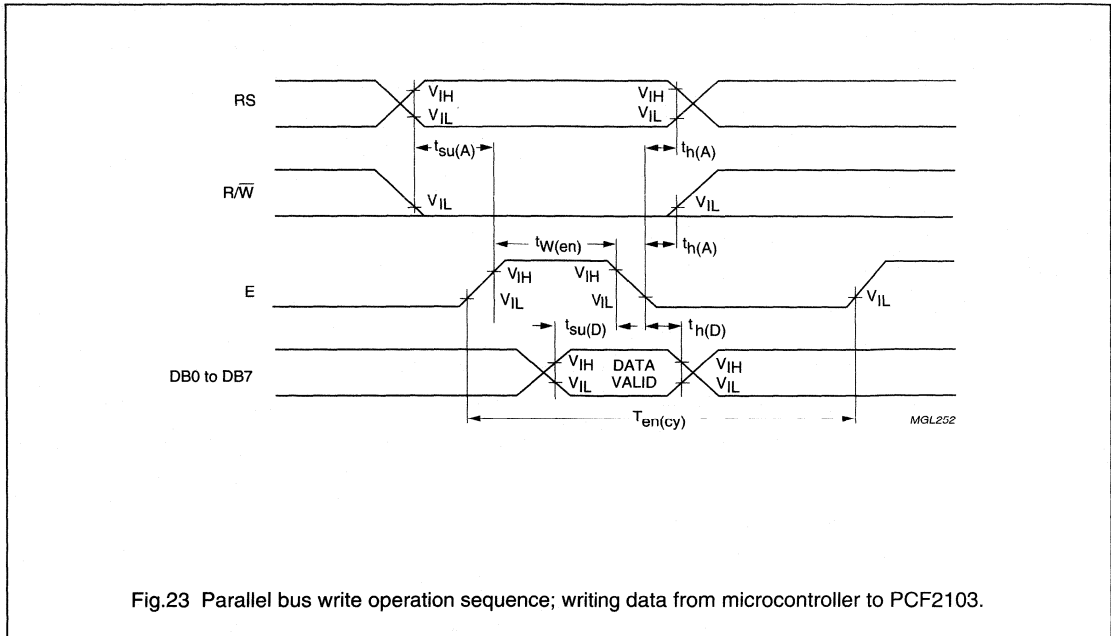 RS
V_IH
V_IL
V_IH
V_IL
t_su(A)
t_h(A)
R/W̅
V_IL
V_IL
t_W(en)
t_h(A)
E
V_IH
V_IL
V_IH
V_IL
V_IL
t_su(D)
t_h(D)
DB0 to DB7
V_IH
V_IL
DATA
VALID
V_IH
V_IL
T_en(cy)
MGL252
Fig.23 Parallel bus write operation sequence; writing data from microcontroller to PCF2103.